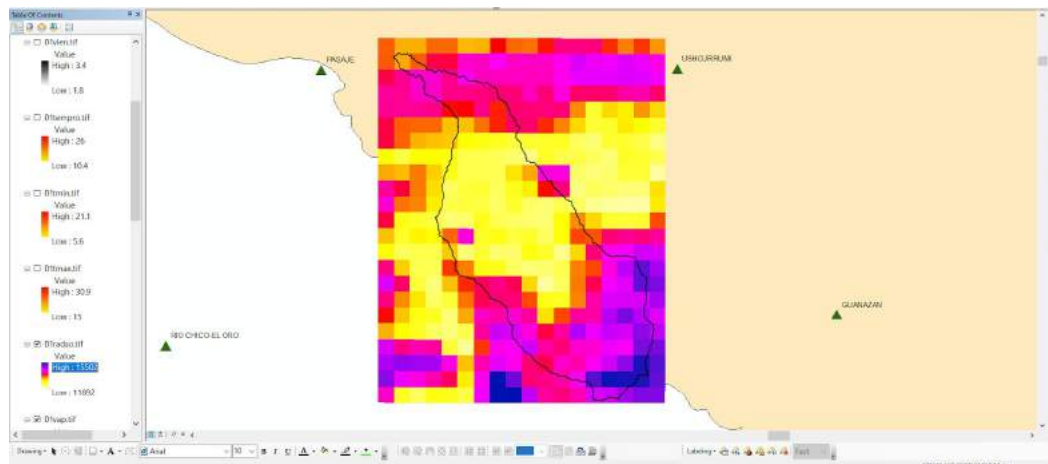 Table Of Contents
01vien.tif
Value
High : 3.4
Low : 1.8
01tempro.tif
Value
High : 26
Low : 10.4
01tmin.tif
Value
High : 21.1
Low : 5.6
01tmax.tif
Value
High : 30.9
Low : 15
01radso.tif
Value
High : 15502
Low : 11892
01vap.tif
PASAJE
USHCURRUMI
GUANAZAN
RIO CHICO-EL ORO
Drawing
Arial
10
B I U A
Labeling
Fast